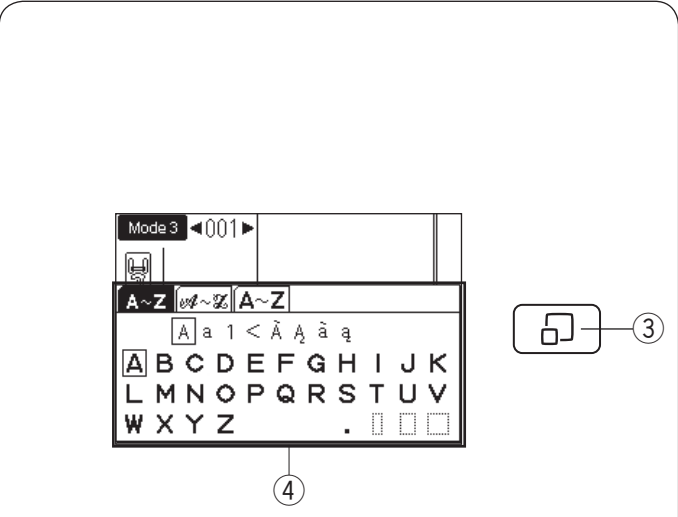 Mode 3 ◄001►
A~Z 𝒜~𝒵 A~Z
A a 1 < Ã Ą ã ą
A B C D E F G H I J K
③
L M N O P Q R S T U V
W X Y Z .
④